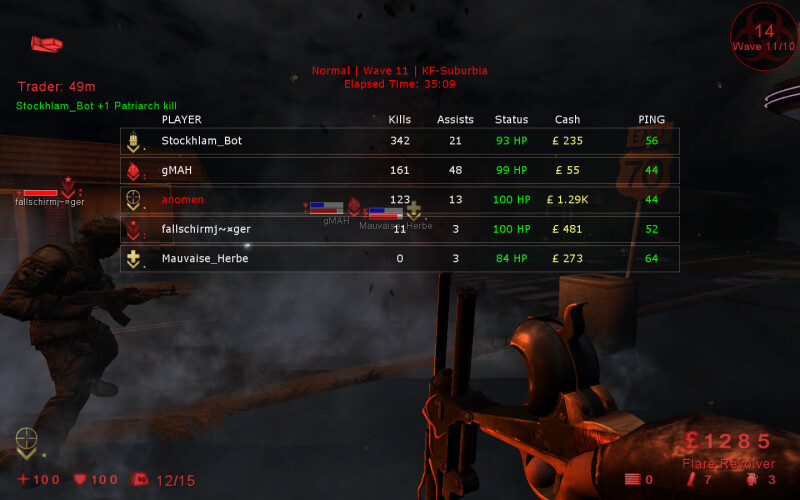 14
Wave 11/10
Normal | Wave 11 | KF-Suburbia
Elapsed Time: 35:09
Trader: 49m
Stockhlam_Bot +1 Patriarch kill
PLAYER Kills Assists Status Cash PING
Stockhlam_Bot 342 21 93 HP £ 235 56
gMAH 161 48 99 HP £ 55 44
anomen 123 13 100 HP £ 1.29K 44
fallschirmj~¤ger 11 3 100 HP £ 481 52
Mauvaise_Herbe 0 3 84 HP £ 273 64
fallschirmj~¤ger
gMAH
Mauvaise_Herbe
70
£1285
Flare Revolver
100 100 12/15 0 7 3